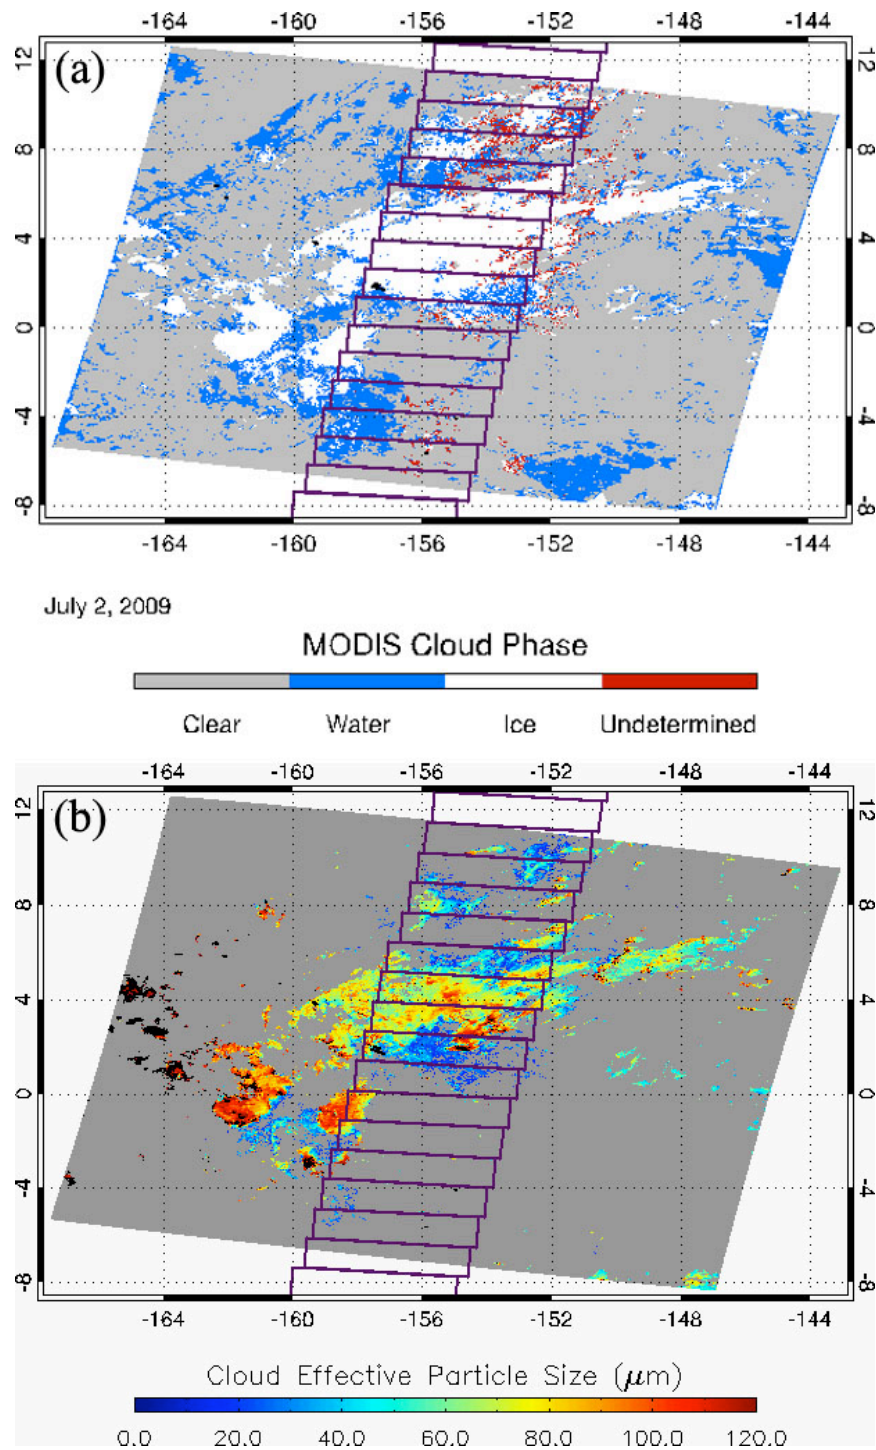 -164 -160 -156 -152 -148 -144
(a)
12 12
8 8
4 4
0 0
-4 -4
-8 -8
-164 -160 -156 -152 -148 -144
July 2, 2009
MODIS Cloud Phase
Clear Water Ice Undetermined
-164 -160 -156 -152 -148 -144
(b)
12 12
8 8
4 4
0 0
-4 -4
-8 -8
-164 -160 -156 -152 -148 -144
Cloud Effective Particle Size (μm)
0.0 20.0 40.0 60.0 80.0 100.0 120.0